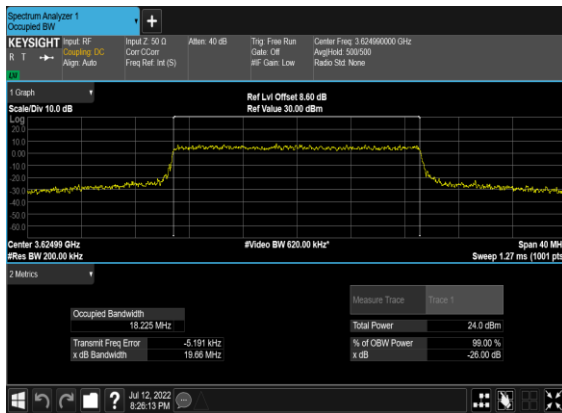 Spectrum Analyzer 1
Occupied BW
KEYSIGHT
R T
Input: RF
Coupling: DC
Align: Auto
Input Z: 50 Ω
Corr CCorr
Freq Ref: Int (S)
Atten: 40 dB
Trig: Free Run
Gate: Off
#IF Gain: Low
Center Freq: 3.624990000 GHz
Avg|Hold: 500/500
Radio Std: None
1 Graph
Scale/Div 10.0 dB
Ref Lvl Offset 8.60 dB
Ref Value 30.00 dBm
Log
20.0
10.0
0.00
-10.0
-20.0
-30.0
-40.0
-50.0
-60.0
Center 3.62499 GHz
#Res BW 200.00 kHz
#Video BW 620.00 kHz*
Span 40 MH
Sweep 1.27 ms (1001 pts
2 Metrics
Measure Trace Trace 1
Occupied Bandwidth
18.225 MHz
Total Power 24.0 dBm
Transmit Freq Error -5.191 kHz
% of OBW Power 99.00 %
x dB Bandwidth 19.66 MHz
x dB -26.00 dB
?
Jul 12, 2022
8:26:13 PM